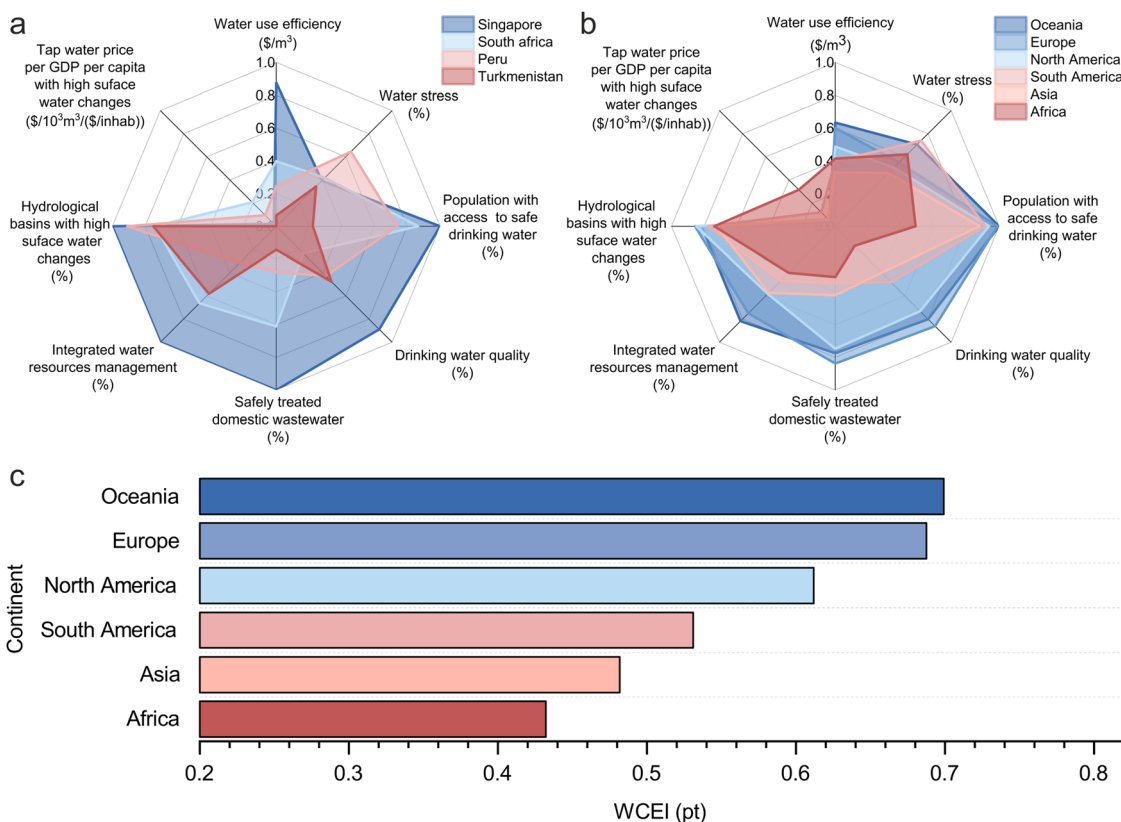 a
Water use efficiency
($/m³)
Singapore
South africa
Peru
Turkmenistan
Tap water price
per GDP per capita
with high suface
water changes
($/10³m³/($/inhab))
Water stress
(%)
1.0
0.8
0.6
0.4
0.2
0
Hydrological
basins with high
suface water
changes
(%)
Population with
access to safe
drinking water
(%)
Integrated water
resources management
(%)
Drinking water quality
(%)
Safely treated
domestic wastewater
(%)
b
Water use efficiency
($/m³)
Oceania
Europe
North America
South America
Asia
Africa
Tap water price
per GDP per capita
with high suface
water changes
($/10³m³/($/inhab))
Water stress
(%)
1.0
0.8
0.6
0.4
0.2
Hydrological
basins with high
suface water
changes
(%)
Population with
access to safe
drinking water
(%)
Integrated water
resources management
(%)
Drinking water quality
(%)
Safely treated
domestic wastewater
(%)
c
Continent
Oceania
Europe
North America
South America
Asia
Africa
0.2 0.3 0.4 0.5 0.6 0.7 0.8
WCEI (pt)